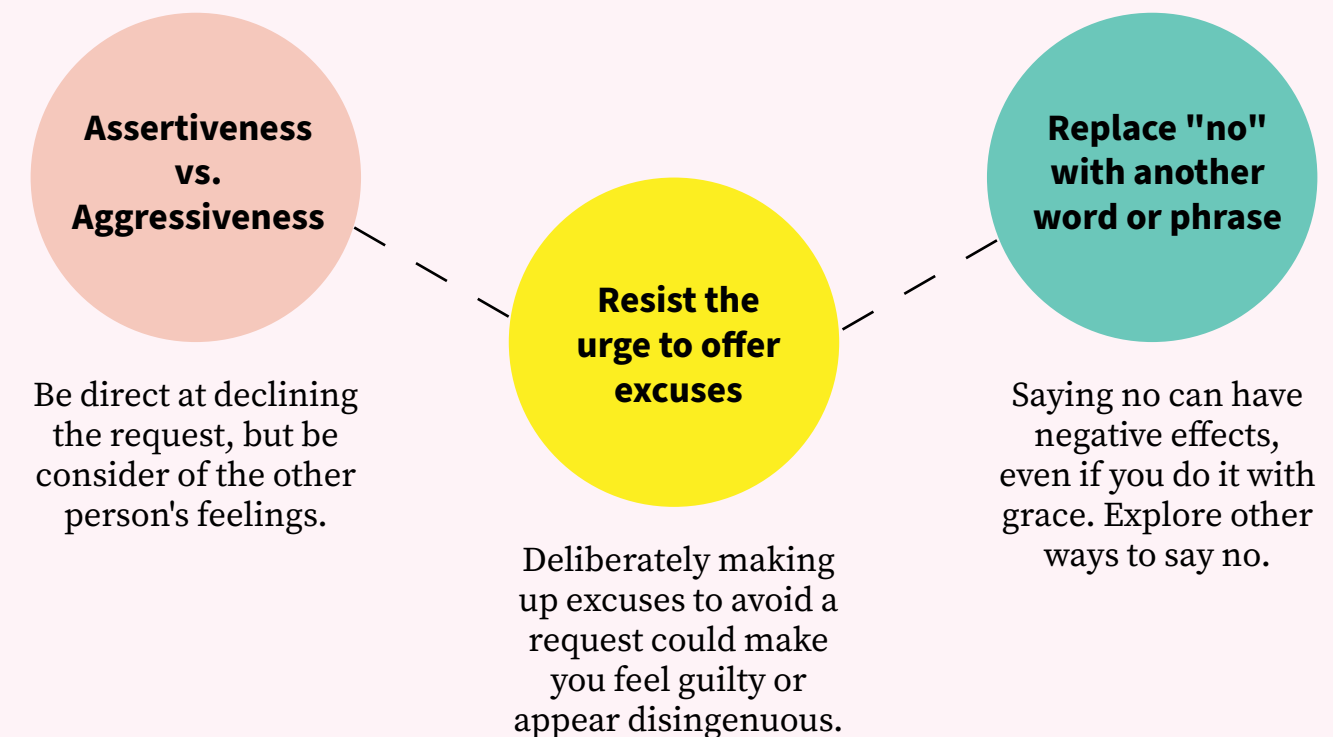 Assertiveness
vs.
Aggressiveness
Be direct at declining
the request, but be
consider of the other
person's feelings.
Resist the
urge to offer
excuses
Deliberately making
up excuses to avoid a
request could make
you feel guilty or
appear disingenuous.
Replace "no"
with another
word or phrase
Saying no can have
negative effects,
even if you do it with
grace. Explore other
ways to say no.